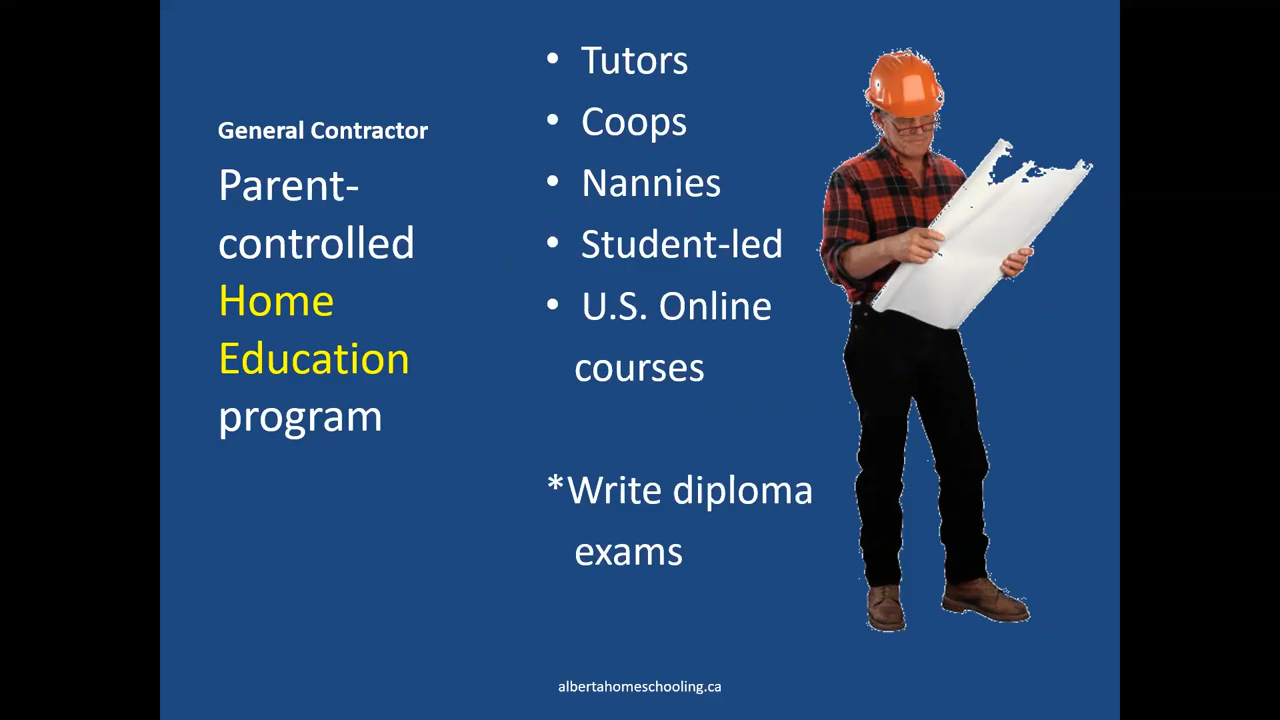 General Contractor
Parent-
controlled
Home
Education
program
• Tutors
• Coops
• Nannies
• Student-led
• U.S. Online
courses
*Write diploma
exams
albertahomeschooling.ca